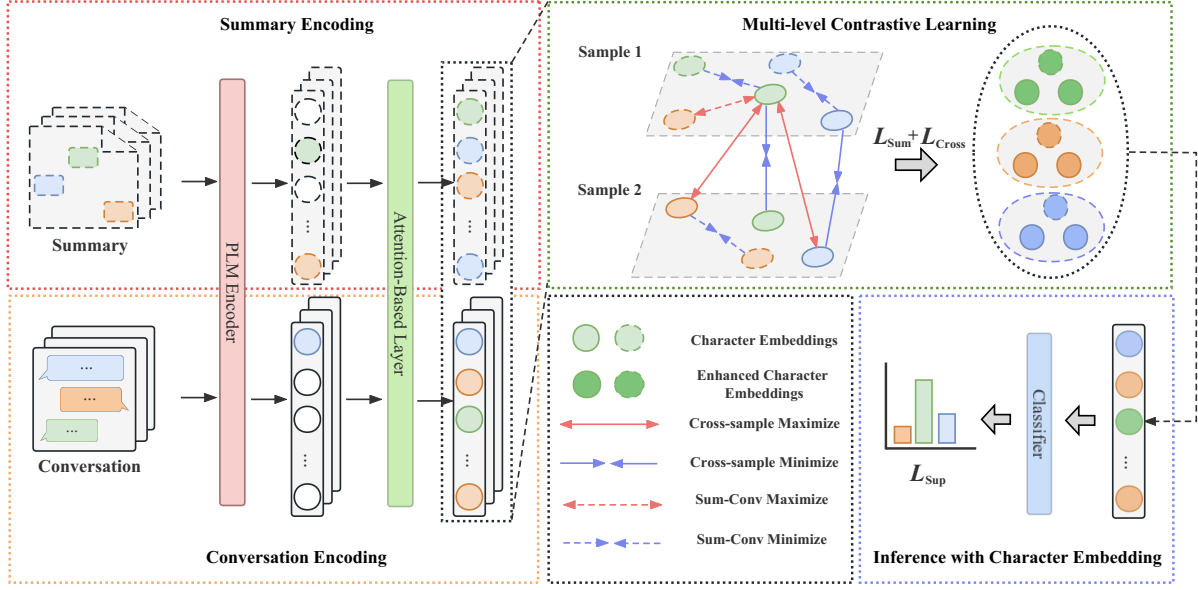 Summary Encoding
Summary
PLM Encoder
Attention-Based Layer
...
...
Conversation
...
...
...
...
...
Conversation Encoding
Multi-level Contrastive Learning
Sample 1
Sample 2
L_Sum+L_Cross
Character Embeddings
Enhanced Character
Embeddings
Cross-sample Maximize
Cross-sample Minimize
Sum-Conv Maximize
Sum-Conv Minimize
L_Sup
Classifier
...
Inference with Character Embedding